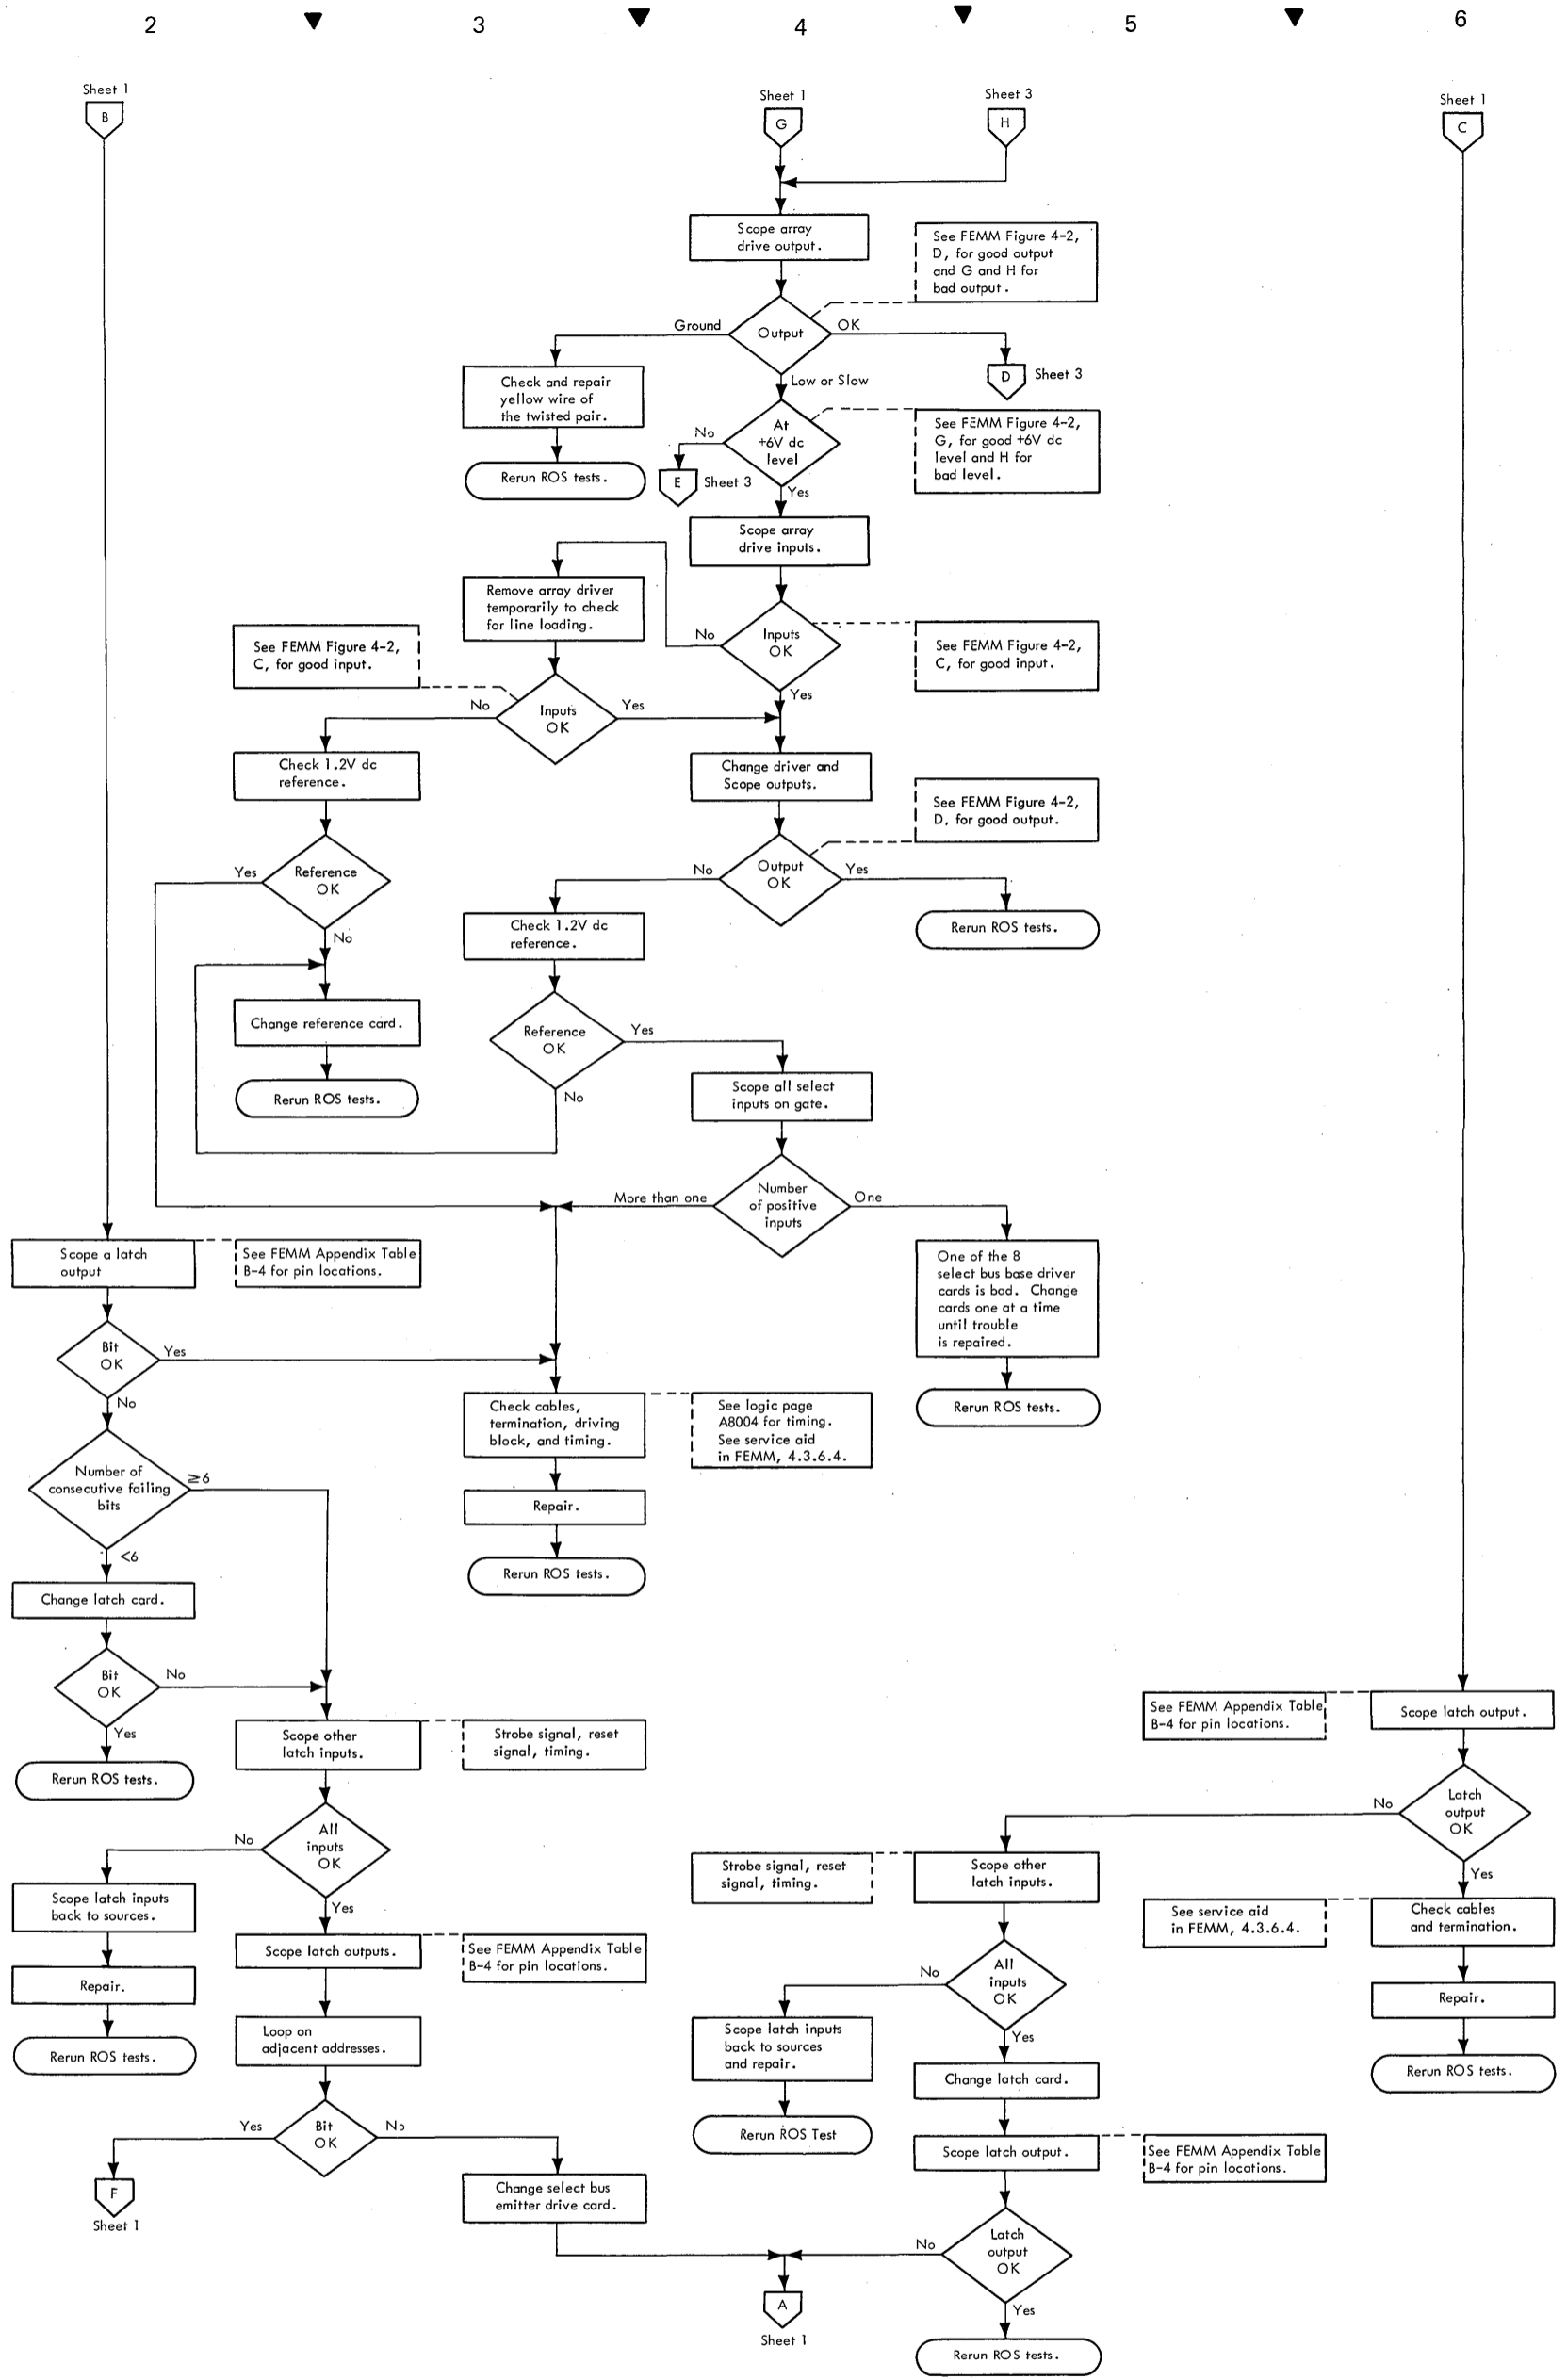 2 3 4 5 6
Sheet 1
B
Sheet 1
G
Sheet 3
H
Sheet 1
C
Scope array
drive output.
See FEMM Figure 4-2,
D, for good output
and G and H for
bad output.
Ground
Output
OK
D
Sheet 3
Low or Slow
Check and repair
yellow wire of
the twisted pair.
Rerun ROS tests.
At
+6V dc
level
No
E
Sheet 3
Yes
See FEMM Figure 4-2,
G, for good +6V dc
level and H for
bad level.
Scope array
drive inputs.
Remove array driver
temporarily to check
for line loading.
No
Inputs
OK
Yes
See FEMM Figure 4-2,
C, for good input.
See FEMM Figure 4-2,
C, for good input.
No
Inputs
OK
Yes
Check 1.2V dc
reference.
Change driver and
Scope outputs.
See FEMM Figure 4-2,
D, for good output.
Yes
Reference
OK
No
No
Output
OK
Yes
Check 1.2V dc
reference.
Rerun ROS tests.
Change reference card.
Rerun ROS tests.
Reference
OK
Yes
No
Scope all select
inputs on gate.
More than one
Number
of positive
inputs
One
Scope a latch
output
See FEMM Appendix Table
B-4 for pin locations.
One of the 8
select bus base driver
cards is bad. Change
cards one at a time
until trouble
is repaired.
Rerun ROS tests.
Bit
OK
Yes
No
Check cables,
termination, driving
block, and timing.
See logic page
A8004 for timing.
See service aid
in FEMM, 4.3.6.4.
Repair.
Rerun ROS tests.
Number of
consecutive failing
bits
≥6
<6
Change latch card.
Bit
OK
No
Yes
Rerun ROS tests.
Scope other
latch inputs.
Strobe signal, reset
signal, timing.
No
All
inputs
OK
Yes
Scope latch inputs
back to sources.
Repair.
Rerun ROS tests.
Scope latch outputs.
See FEMM Appendix Table
B-4 for pin locations.
Loop on
adjacent addresses.
Yes
Bit
OK
No
F
Sheet 1
Change select bus
emitter drive card.
See FEMM Appendix Table
B-4 for pin locations.
Scope latch output.
No
Latch
output
OK
Yes
See service aid
in FEMM, 4.3.6.4.
Check cables
and termination.
Repair.
Rerun ROS tests.
Strobe signal, reset
signal, timing.
Scope other
latch inputs.
No
All
inputs
OK
Yes
Scope latch inputs
back to sources
and repair.
Rerun ROS Test
Change latch card.
Scope latch output.
See FEMM Appendix Table
B-4 for pin locations.
No
Latch
output
OK
Yes
A
Sheet 1
Rerun ROS tests.